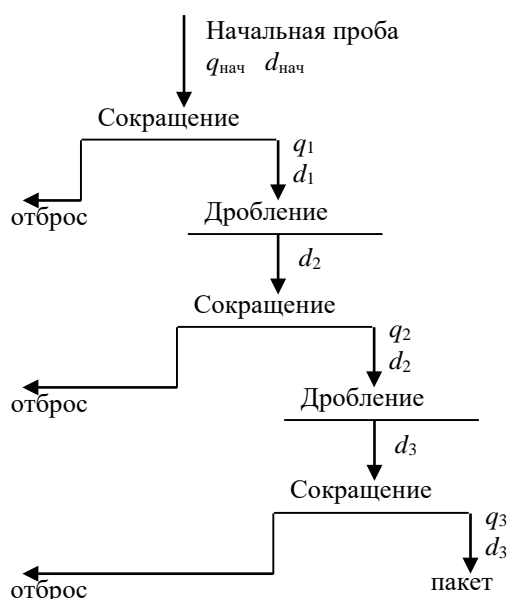 Начальная проба
qнач dнач
Сокращение
q1
d1
отброс
Дробление
d2
Сокращение
q2
d2
отброс
Дробление
d3
Сокращение
q3
d3
отброс
пакет